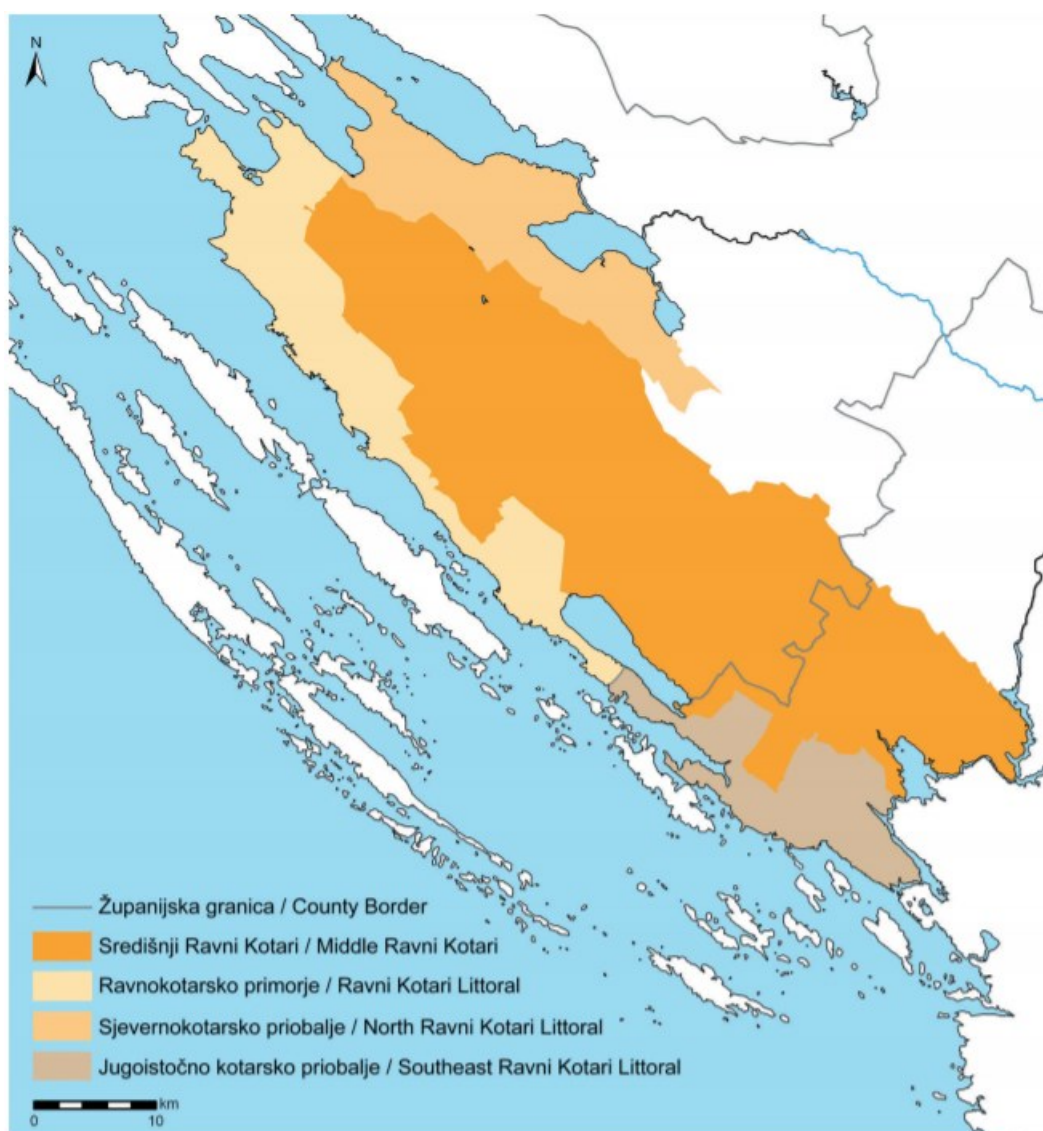 N
Županijska granica / County Border
Središnji Ravni Kotari / Middle Ravni Kotari
Ravnokotarsko primorje / Ravni Kotari Littoral
Sjevernokotarsko priobalje / North Ravni Kotari Littoral
Jugoistočno kotarsko priobalje / Southeast Ravni Kotari Littoral
km
0 10